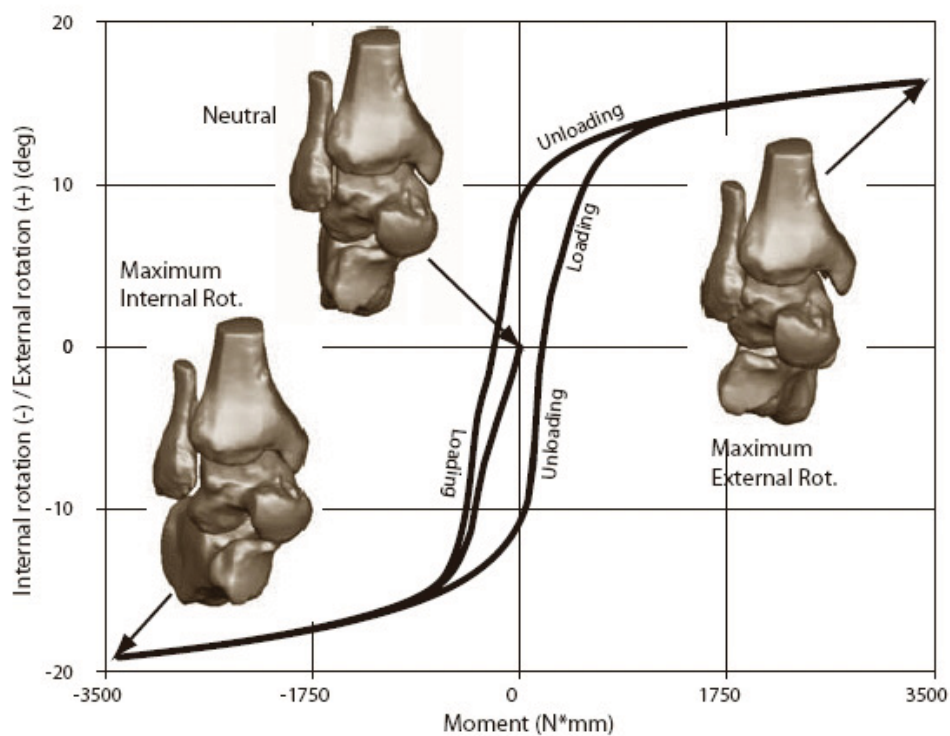 20
Neutral
Unloading
Internal rotation (-) / External rotation (+) (deg)
10
Loading
Maximum
Internal Rot.
0
Loading
Unkoading
Maximum
External Rot.
-10
-20
-3500
-1750
0
1750
3500
Moment (N*mm)